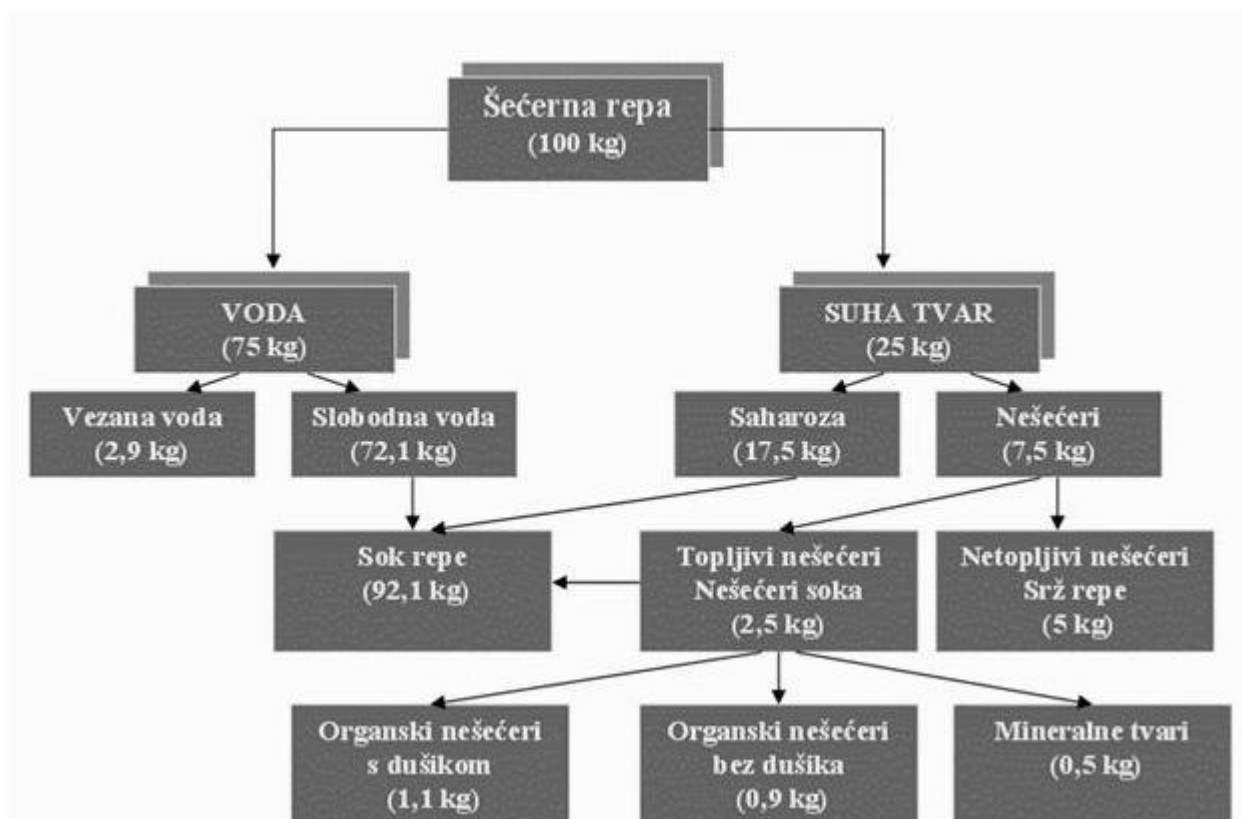 Šećerna repa
(100 kg)
VODA
(75 kg)
SUHA TVAR
(25 kg)
Vezana voda
(2,9 kg)
Slobodna voda
(72,1 kg)
Saharoza
(17,5 kg)
Nešećeri
(7,5 kg)
Sok repe
(92,1 kg)
Topljivi nešećeri
Nešećeri soka
(2,5 kg)
Netopljivi nešećeri
Srž repe
(5 kg)
Organski nešećeri
s dušikom
(1,1 kg)
Organski nešećeri
bez dušika
(0,9 kg)
Mineralne tvari
(0,5 kg)